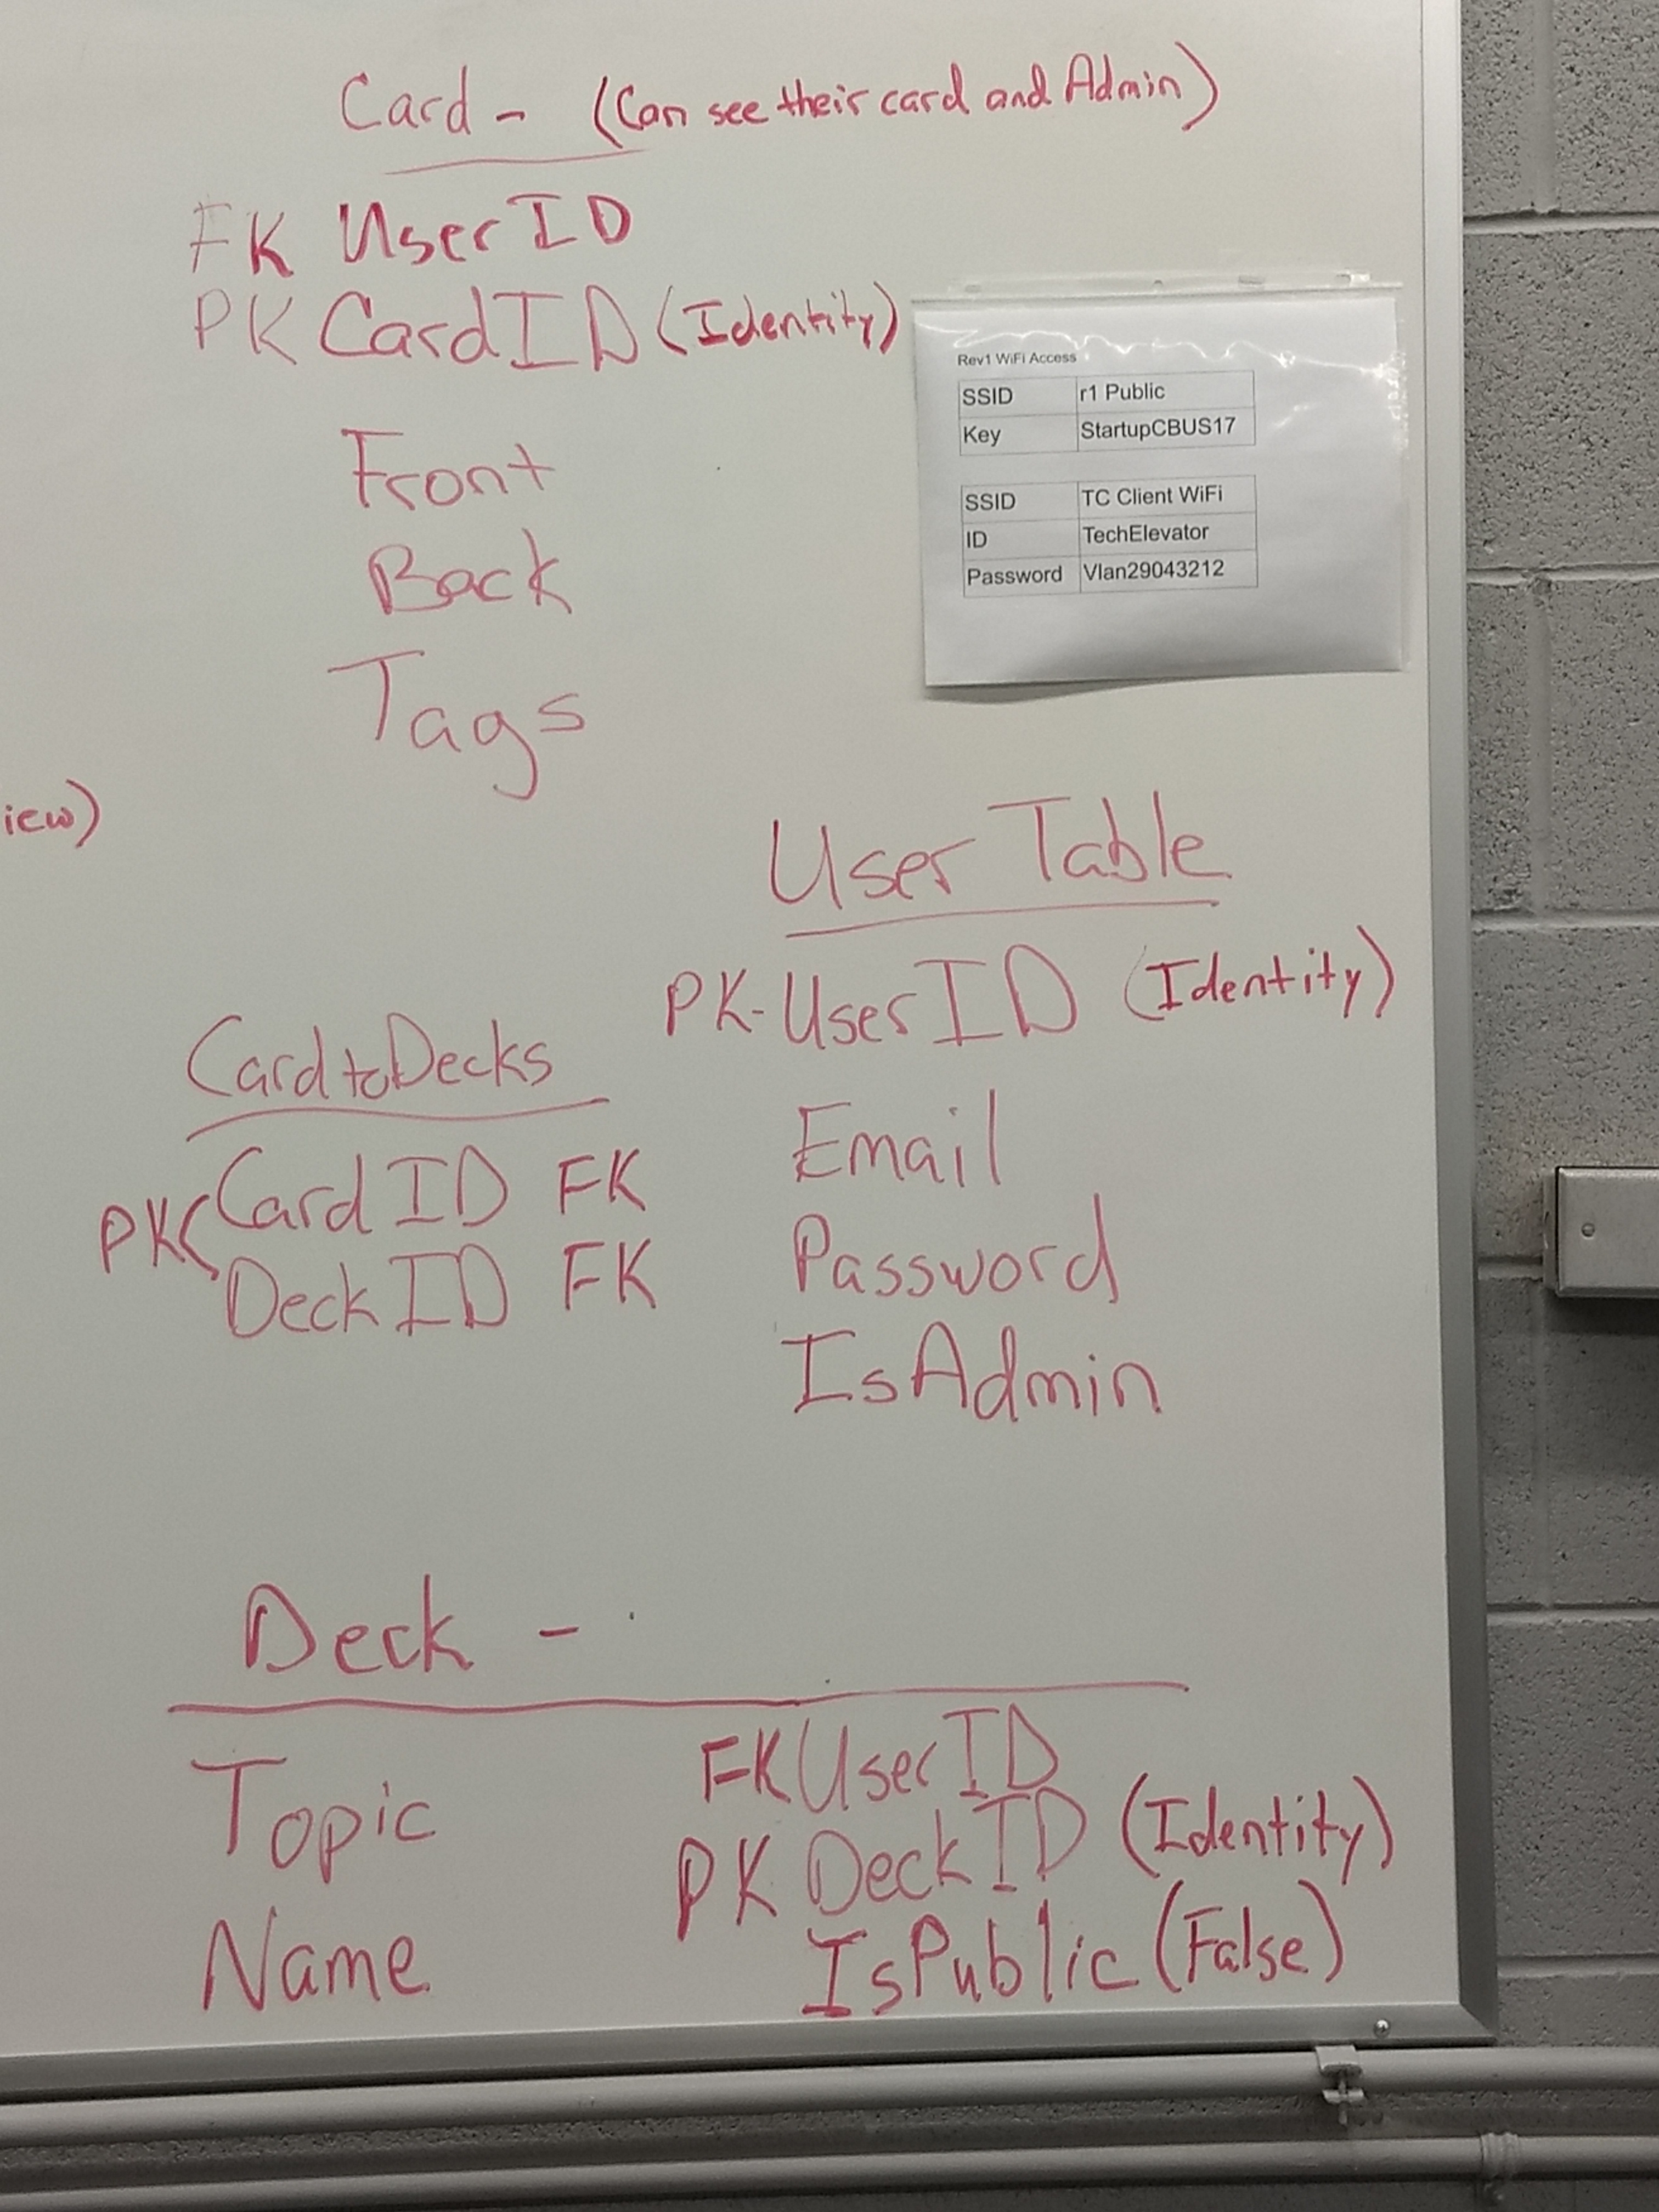 Card - (Can see their card and Admin)
FK UserID
PK CardID (Identity)
Front
Back
Tags
Rev1 WiFi Access
SSID r1 Public
Key StartupCBUS17
SSID TC Client WiFi
ID TechElevator
Password Vlan29043212
iew)
User Table
PK-UserID (Identity)
Email
Password
IsAdmin
CardtoDecks
PK CardID FK
DeckID FK
Deck -
Topic
Name
FK UserID
PK DeckID (Identity)
IsPublic (False)